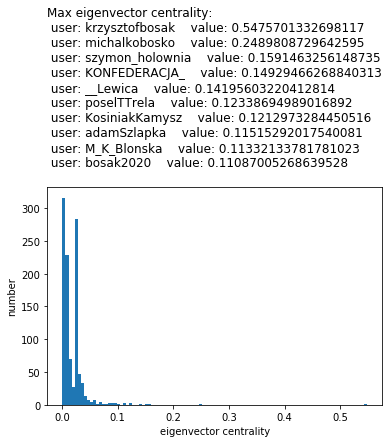 Max eigenvector centrality:
user: krzysztofbosak    value: 0.5475701332698117
user: michalkobosko    value: 0.2489808729642595
user: szymon_holownia    value: 0.1591463256148735
user: KONFEDERACJA_    value: 0.14929466268840313
user: __Lewica    value: 0.14195603220412814
user: poselTTrela    value: 0.12338694989016892
user: KosiniakKamysz    value: 0.1212973284450516
user: adamSzlapka    value: 0.11515292017540081
user: M_K_Blonska    value: 0.11332133781781023
user: bosak2020    value: 0.11087005268639528
300
250
200
150
100
50
0
number
0.0 0.1 0.2 0.3 0.4 0.5
eigenvector centrality